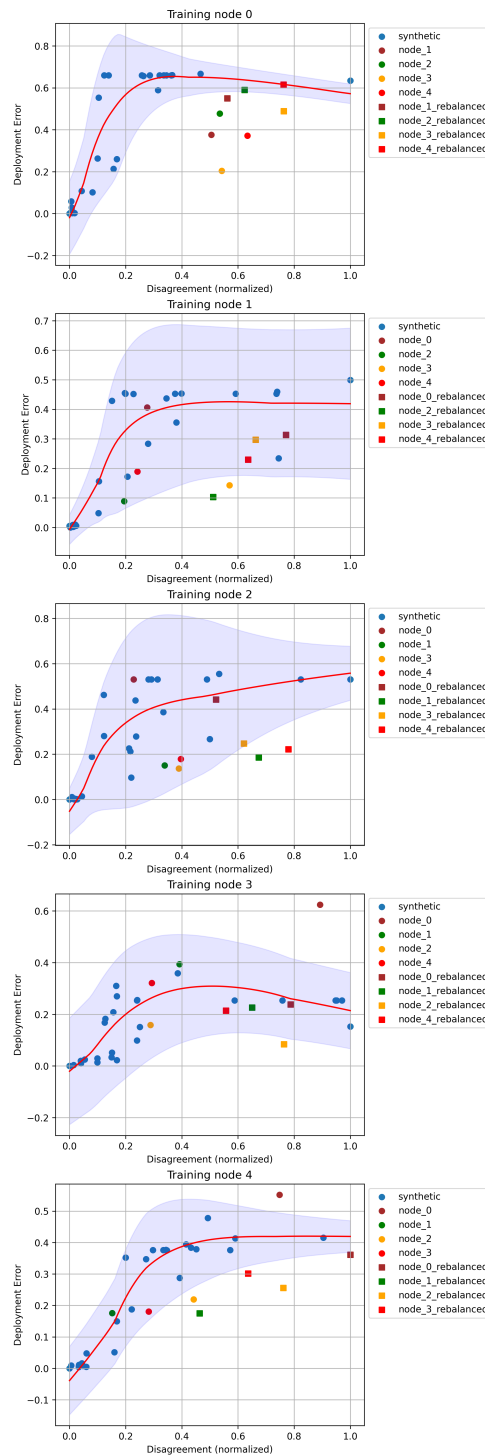 Training node 0
Deployment Error
0.8
0.6
0.4
0.2
0.0
−0.2
0.0 0.2 0.4 0.6 0.8 1.0
Disagreement (normalized)
synthetic
node_1
node_2
node_3
node_4
node_1_rebalanced
node_2_rebalanced
node_3_rebalanced
node_4_rebalanced
Training node 1
Deployment Error
0.7
0.6
0.5
0.4
0.3
0.2
0.1
0.0
0.0 0.2 0.4 0.6 0.8 1.0
Disagreement (normalized)
synthetic
node_0
node_2
node_3
node_4
node_0_rebalanced
node_2_rebalanced
node_3_rebalanced
node_4_rebalanced
Training node 2
Deployment Error
0.8
0.6
0.4
0.2
0.0
−0.2
0.0 0.2 0.4 0.6 0.8 1.0
Disagreement (normalized)
synthetic
node_0
node_1
node_3
node_4
node_0_rebalanced
node_1_rebalanced
node_3_rebalanced
node_4_rebalanced
Training node 3
Deployment Error
0.6
0.4
0.2
0.0
−0.2
0.0 0.2 0.4 0.6 0.8 1.0
Disagreement (normalized)
synthetic
node_0
node_1
node_2
node_4
node_0_rebalanced
node_1_rebalanced
node_2_rebalanced
node_4_rebalanced
Training node 4
Deployment Error
0.5
0.4
0.3
0.2
0.1
0.0
−0.1
0.0 0.2 0.4 0.6 0.8 1.0
Disagreement (normalized)
synthetic
node_0
node_1
node_2
node_3
node_0_rebalanced
node_1_rebalanced
node_2_rebalanced
node_3_rebalanced